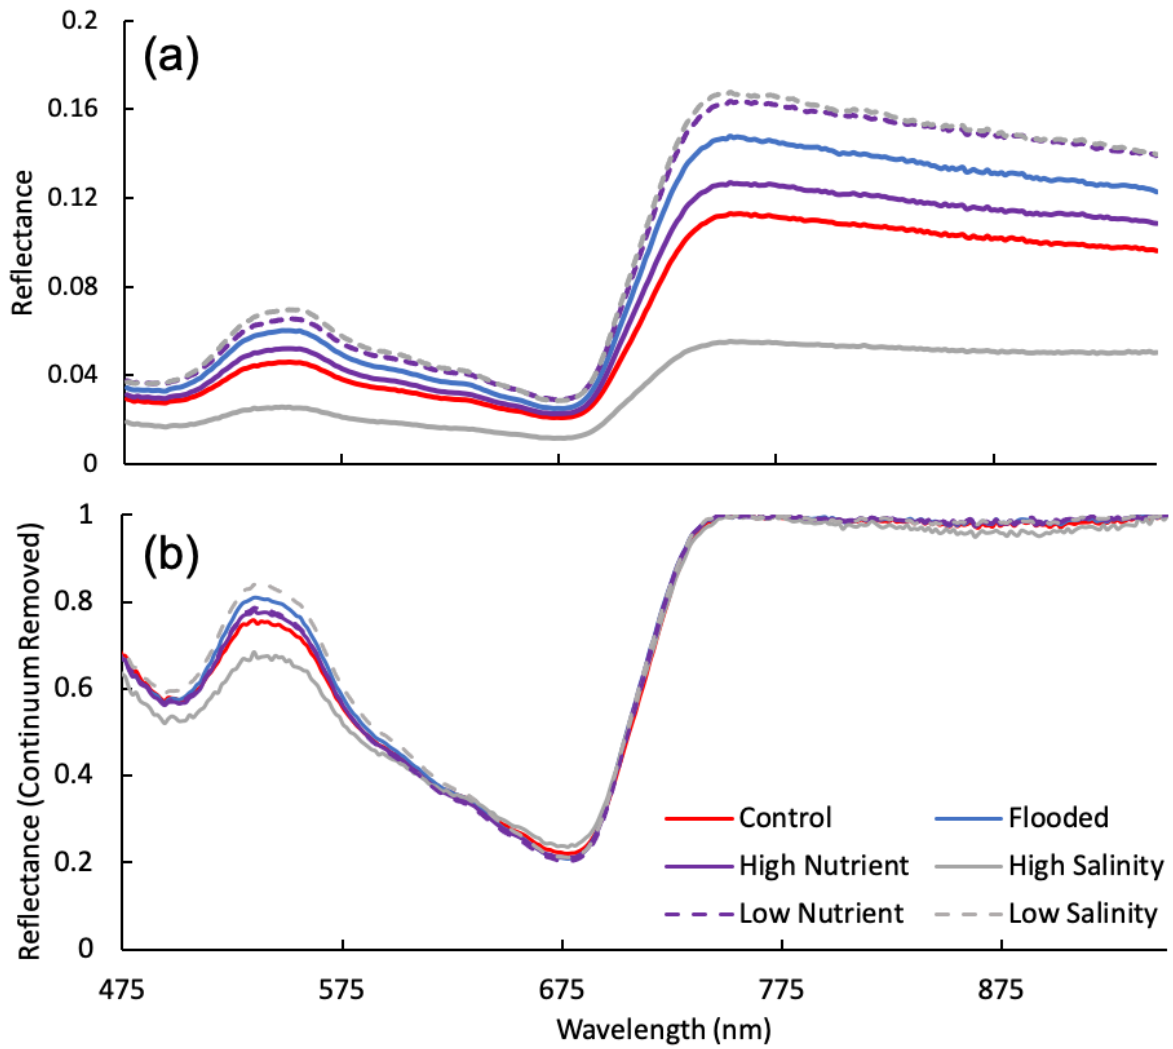 0.2
(a)
0.16
0.12
0.08
0.04
0
Reflectance
1
(b)
0.8
0.6
0.4
0.2
0
Reflectance (Continuum Removed)
Control Flooded
High Nutrient High Salinity
Low Nutrient Low Salinity
475 575 675 775 875
Wavelength (nm)